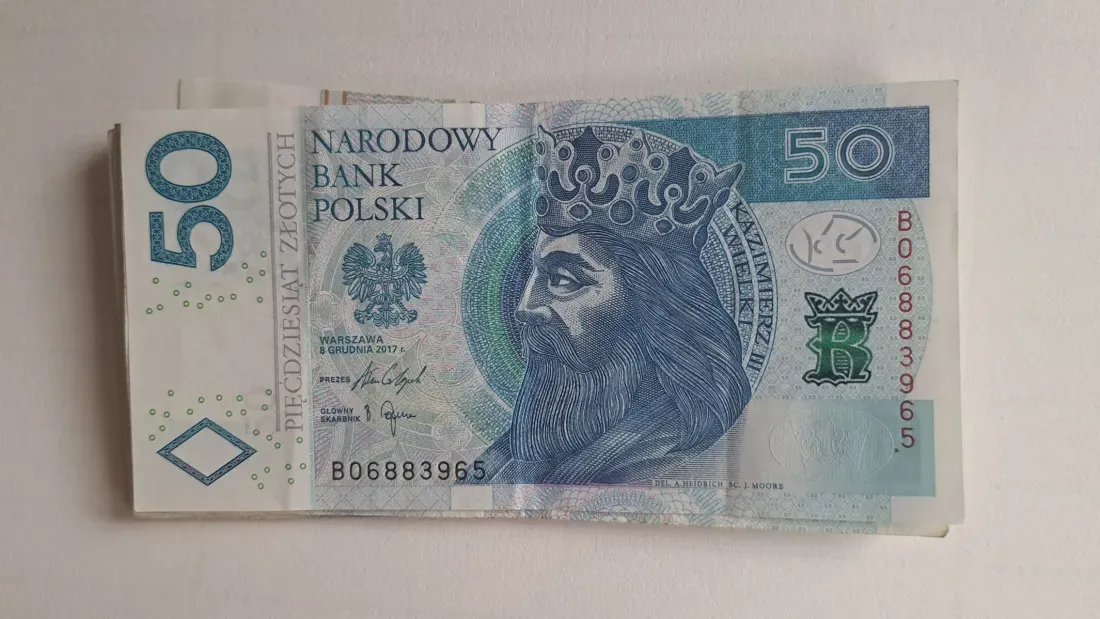 50
PIĘĆDZIESIĄT ZŁOTYCH
NARODOWY
BANK
POLSKI
WARSZAWA
8 GRUDNIA 2017 r.
PREZES
GŁÓWNY
SKARBNIK
B06883965
KAZIMIERZ III
WIELKI
50
B06883965
DEL. A. HEIDRICH SC. J. MOORE